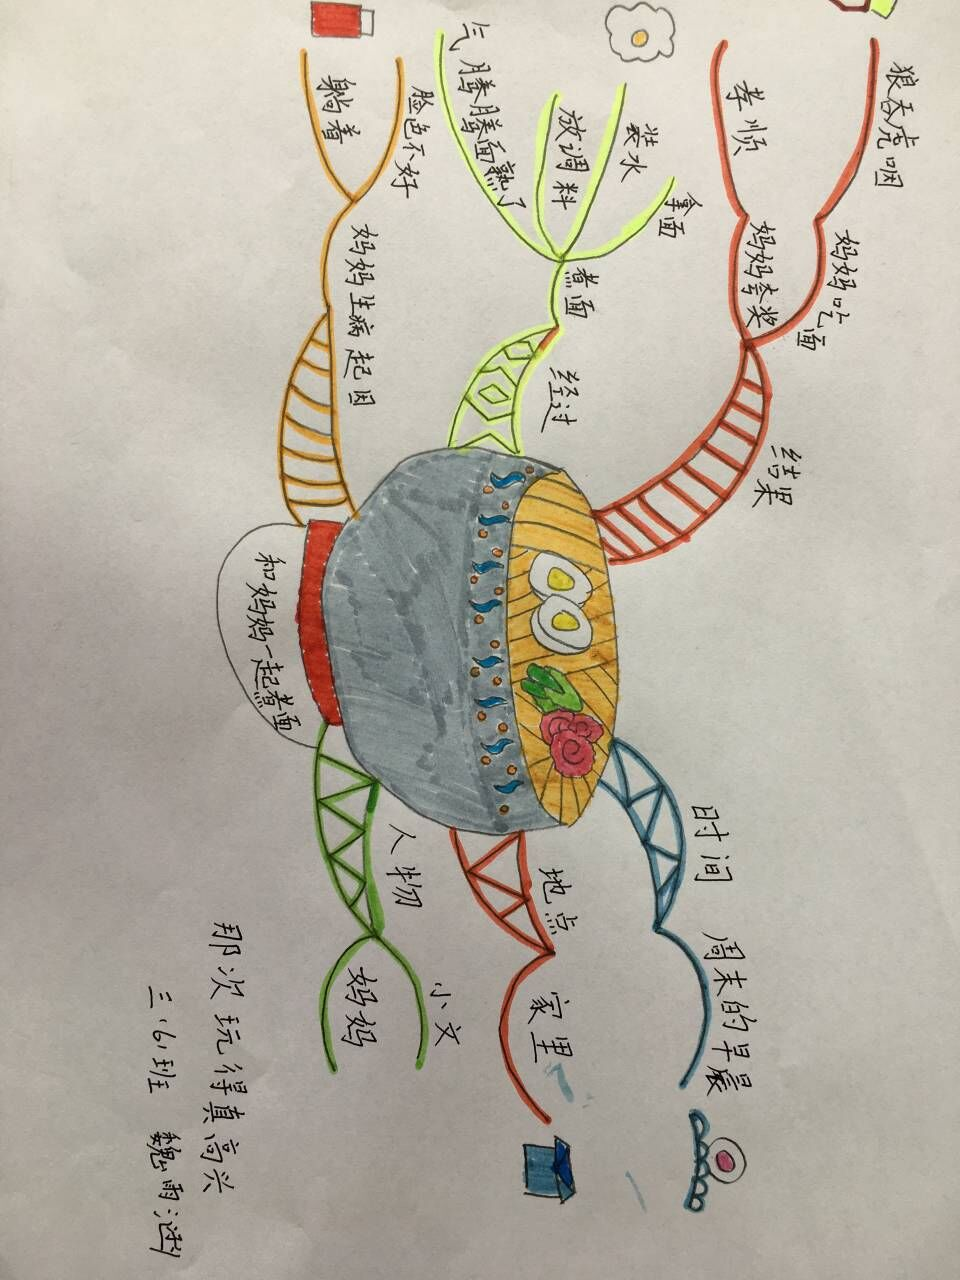 时间
周末的早晨
地点
家里
人物
小文
妈妈
妈妈生病 起因
脸色不好
躺着
经过
煮面
拿面
装水
放调料
气腾腾面熟了
结果
妈妈吃面
狼吞虎咽
妈妈夸奖
孝顺
和妈妈一起煮面
那次玩得真高兴
三(6)班 魏雨